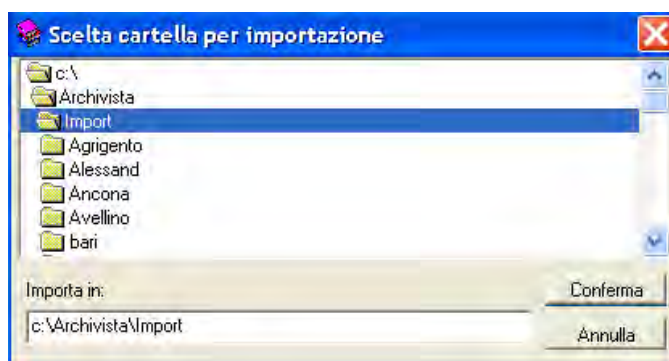 Scelta cartella per importazione
c:\
Archivista
Import
Agrigento
Alessand
Ancona
Avellino
bari
Importa in:
Conferma
c:\Archivista\Import
Annulla